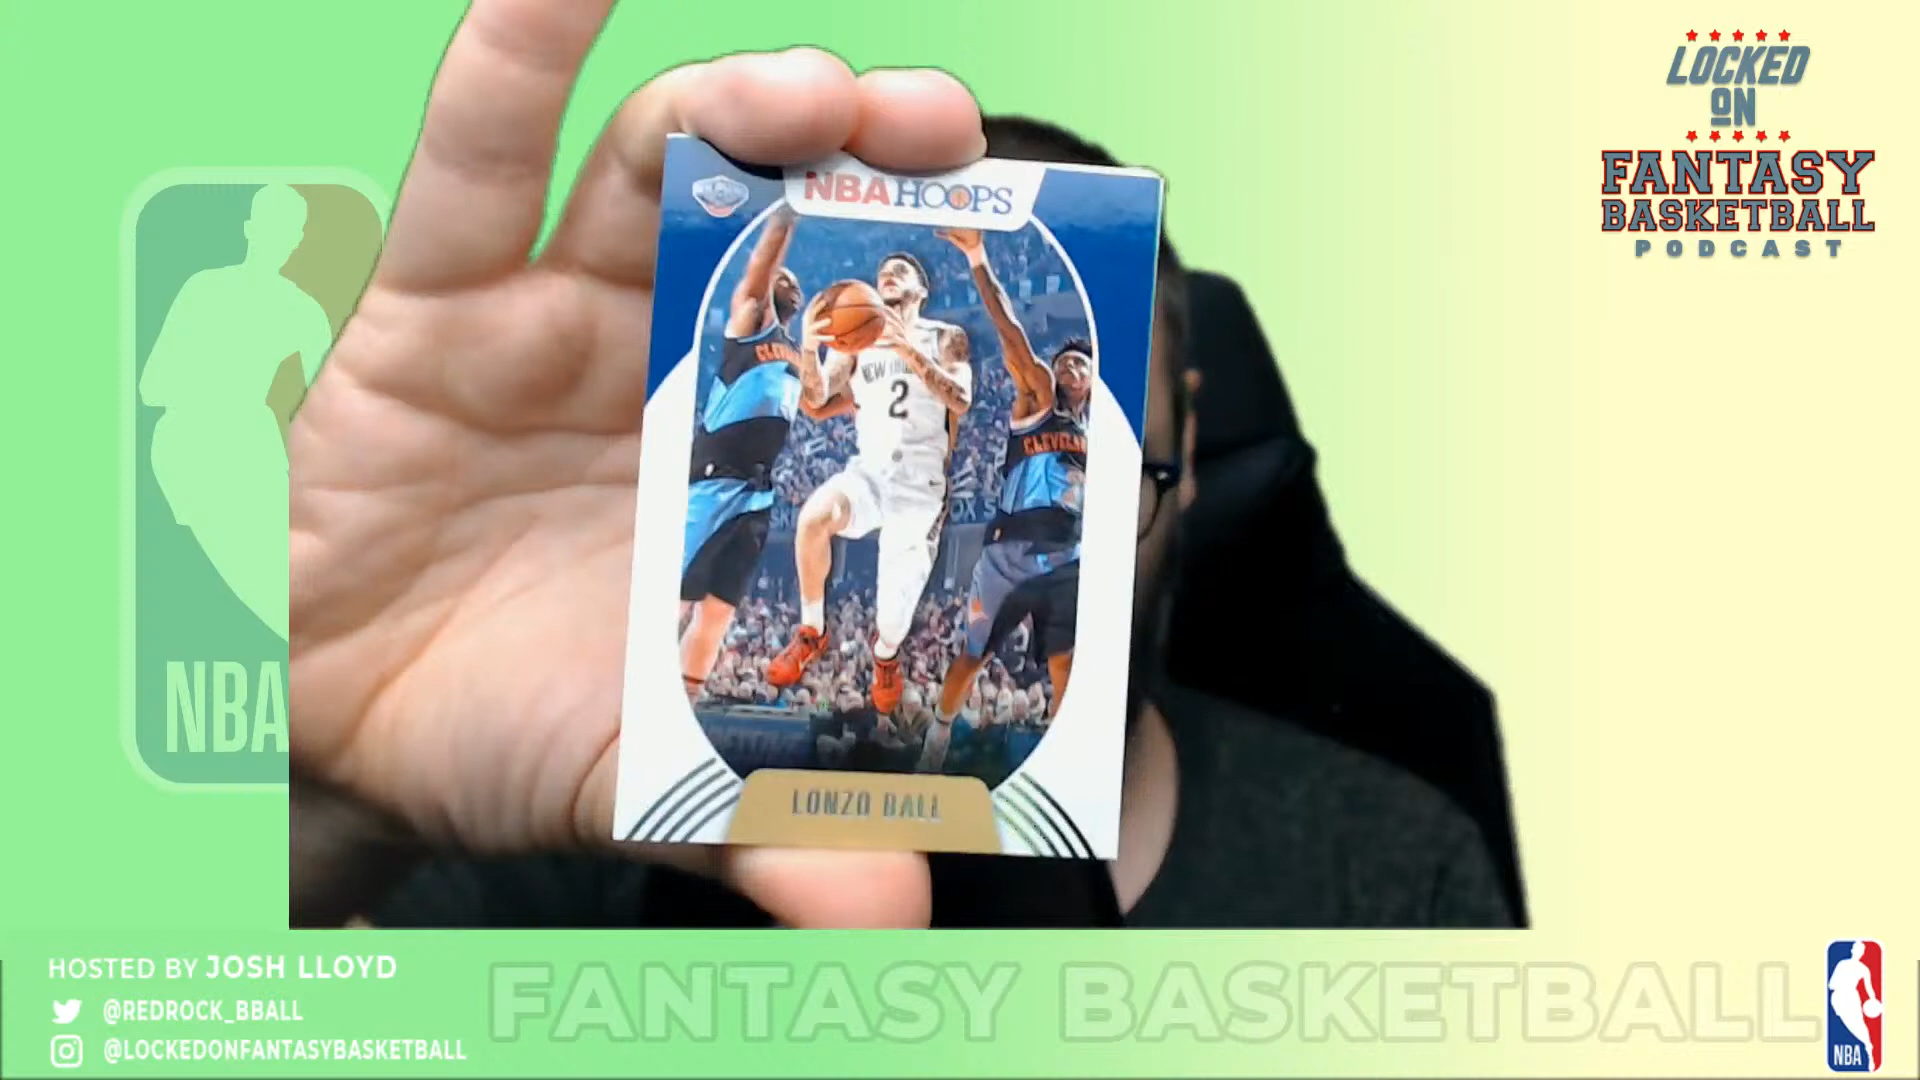 LOCKED
ON
FANTASY
BASKETBALL
PODCAST
NBA HOOPS
CLEVELA
2
NBA
LONZO BALL
HOSTED BY JOSH LLOYD
@REDROCK_BBALL
@LOCKEDONFANTASYBASKETBALL
FANTASY BASKETBALL
NBA